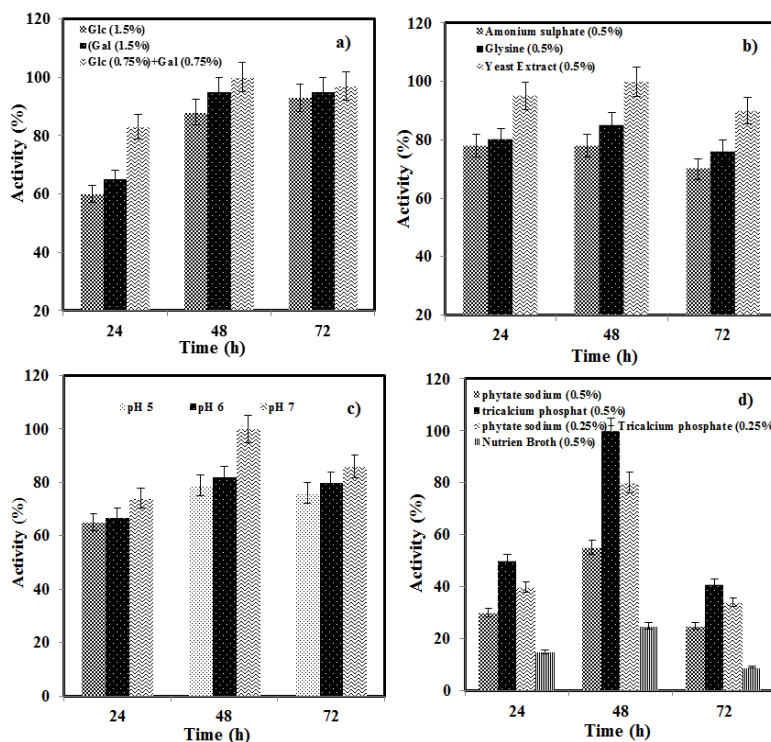 Glc (1.5%)
(Gal (1.5%)
Glc (0.75%)+Gal (0.75%)
a)
120
100
80
60
40
20
Activity (%)
24 48 72
Time (h)
Amonium sulphate (0.5%)
Glysine (0.5%)
Yeast Extract (0.5%)
b)
120
100
80
60
40
20
Activity (%)
24 48 72
Time (h)
pH 5 pH 6 pH 7
c)
120
100
80
60
40
20
0
Activity (%)
24 48 72
Time (h)
phytate sodium (0.5%)
tricalcium phosphat (0.5%)
phytate sodium (0.25%) Tricalcium phosphate (0.25%
Nutrien Broth (0.5%)
d)
120
100
80
60
40
20
0
Activity (%)
24 48 72
Time (h)